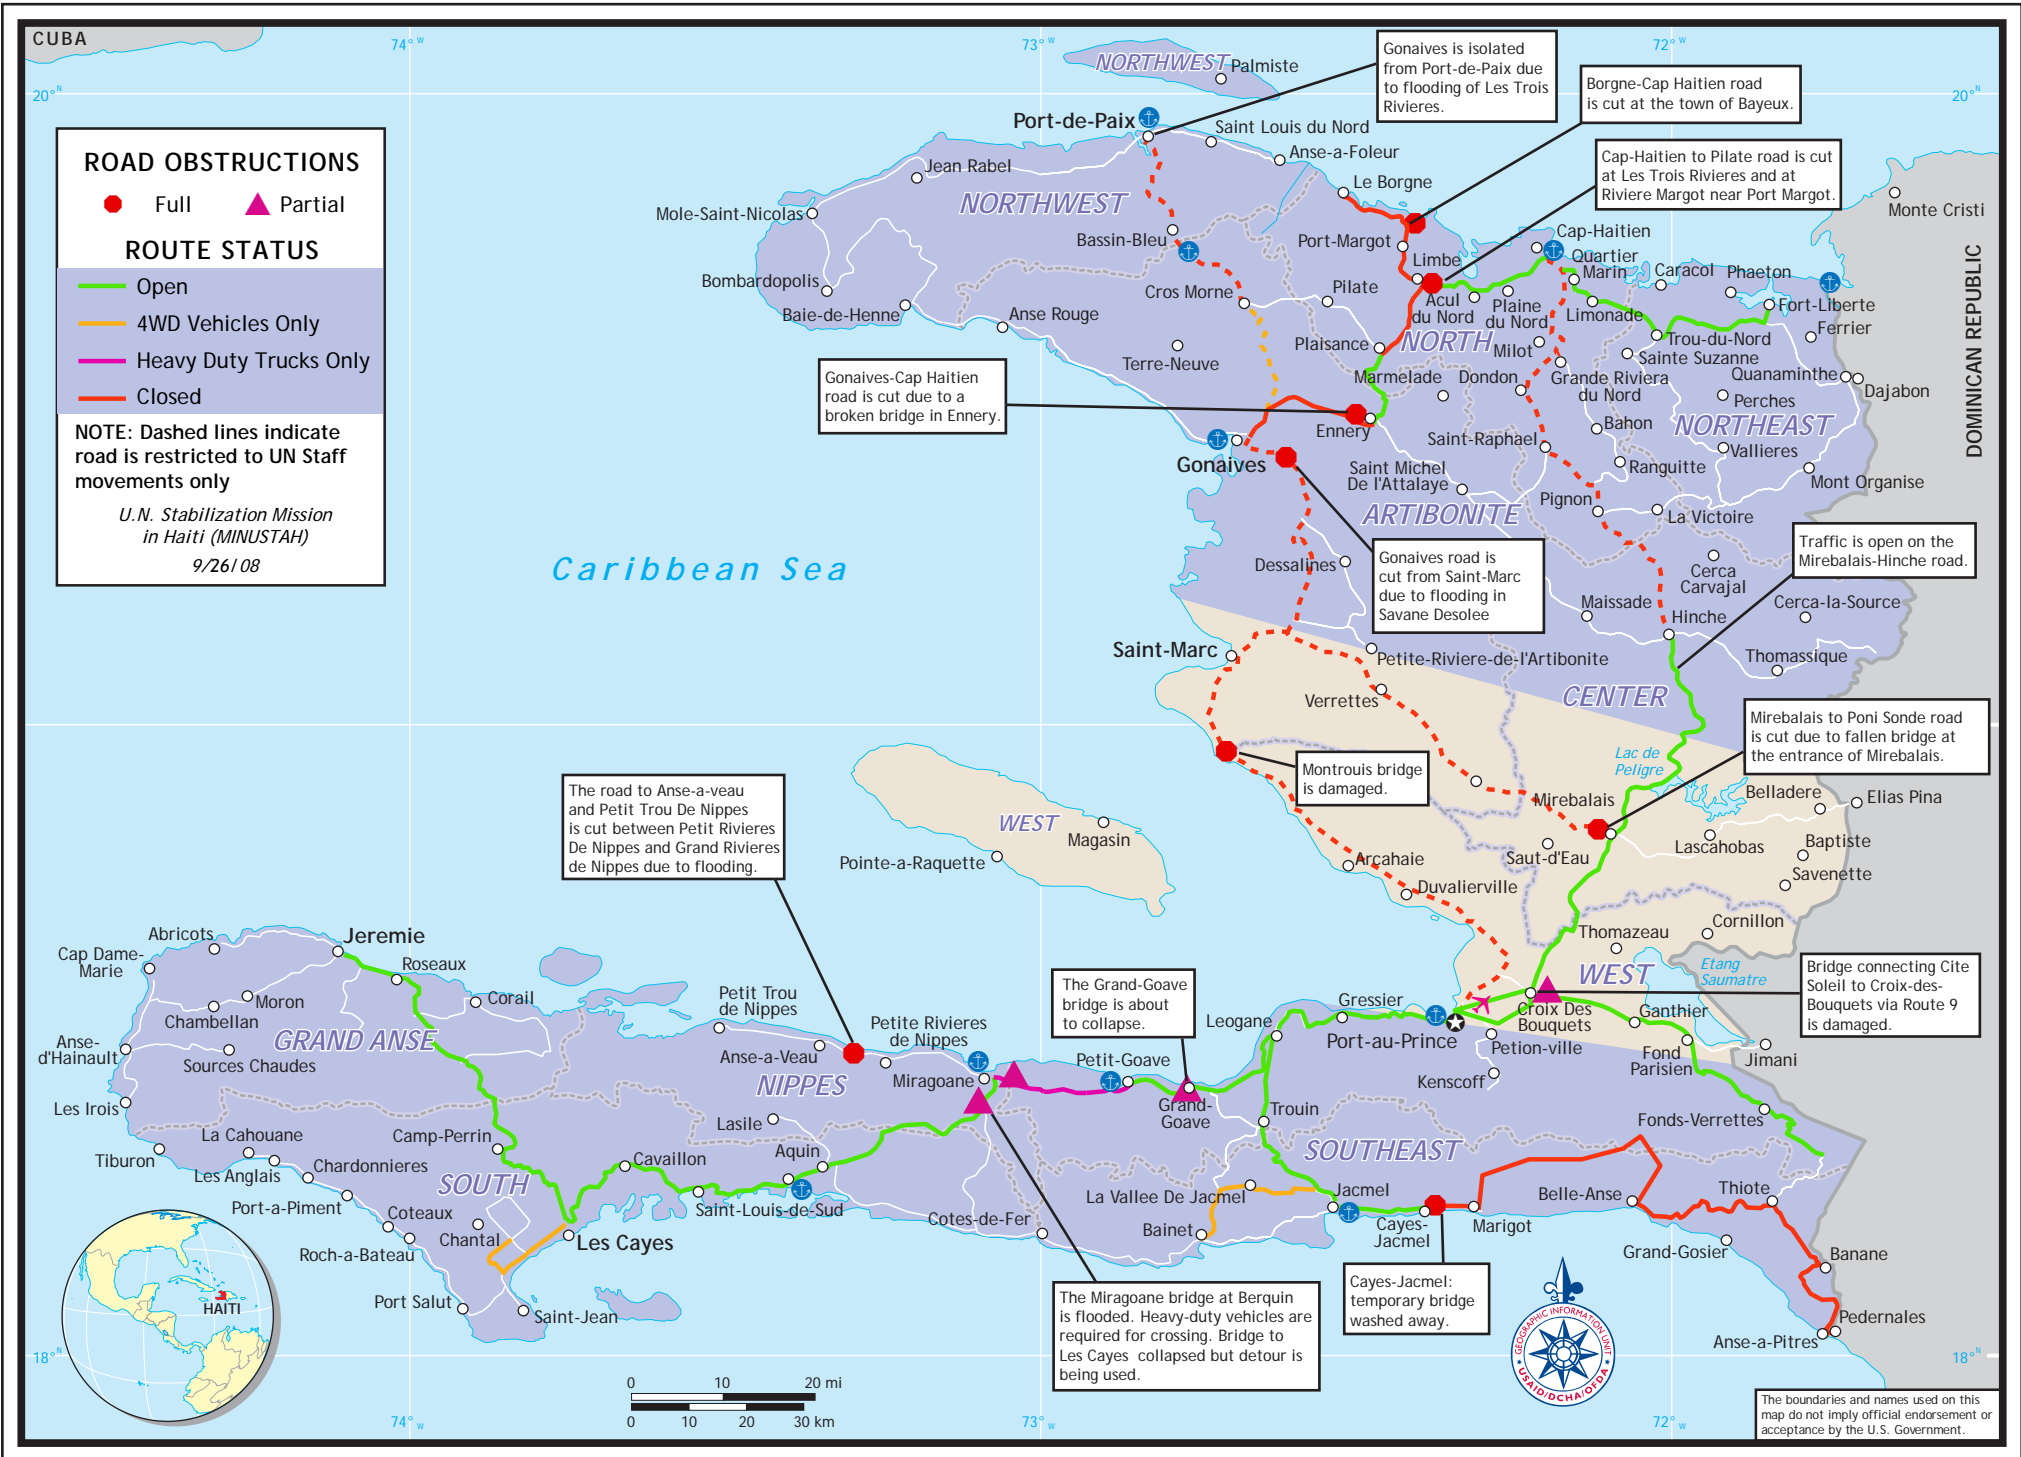 CUBA
74° W
73° W
72° W
20° N
20° N
ROAD OBSTRUCTIONS
Full
Partial
ROUTE STATUS
Open
4WD Vehicles Only
Heavy Duty Trucks Only
Closed
NOTE: Dashed lines indicate
road is restricted to UN Staff
movements only
U.N. Stabilization Mission
in Haiti (MINUSTAH)
9/26/08
NORTHWEST
Palmiste
Gonaives is isolated
from Port-de-Paix due
to flooding of Les Trois
Rivieres.
Borgne-Cap Haitien road
is cut at the town of Bayeux.
Cap-Haitien to Pilate road is cut
at Les Trois Rivieres and at
Riviere Margot near Port Margot.
Port-de-Paix
Saint Louis du Nord
Anse-a-Foleur
Jean Rabel
Le Borgne
NORTHWEST
Mole-Saint-Nicolas
Bassin-Bleu
Port-Margot
Cap-Haitien
Monte Cristi
DOMINICAN REPUBLIC
Limbe
Quartier
Marin
Caracol
Phaeton
Bombardopolis
Cros Morne
Pilate
Acul
du Nord
Plaine
du Nord
Limonade
Fort-Liberte
Baie-de-Henne
Anse Rouge
Ferrier
Plaisance
NORTH
Milot
Trou-du-Nord
Sainte Suzanne
Terre-Neuve
Marmelade
Dondon
Grande Riviera
du Nord
Quanaminthe
Dajabon
Gonaives-Cap Haitien
road is cut due to a
broken bridge in Ennery.
Perches
Ennery
Bahon
NORTHEAST
Saint-Raphael
Vallieres
Gonaives
Saint Michel
De l'Attalaye
Ranguitte
Mont Organise
Pignon
ARTIBONITE
La Victoire
Caribbean Sea
Dessalines
Gonaives road is
cut from Saint-Marc
due to flooding in
Savane Desolee
Traffic is open on the
Mirebalais-Hinche road.
Cerca
Carvajal
Maissade
Cerca-la-Source
Hinche
Saint-Marc
Petite-Riviere-de-l'Artibonite
Thomassique
Verrettes
CENTER
Mirebalais to Poni Sonde road
is cut due to fallen bridge at
the entrance of Mirebalais.
Lac de
Peligre
Montrouis bridge
is damaged.
The road to Anse-a-veau
and Petit Trou De Nippes
is cut between Petit Rivieres
De Nippes and Grand Rivieres
de Nippes due to flooding.
Mirebalais
Belladere
Elias Pina
WEST
Magasin
Pointe-a-Raquette
Arcahaie
Saut-d'Eau
Lascahobas
Baptiste
Savenette
Duvalierville
Cornillon
Thomazeau
Abricots
Jeremie
Cap Dame-
Marie
Roseaux
Corail
Moron
Chambellan
Petit Trou
de Nippes
The Grand-Goave
bridge is about
to collapse.
WEST
Etang
Saumatre
Bridge connecting Cite
Soleil to Croix-des-
Bouquets via Route 9
is damaged.
Gressier
Croix Des
Bouquets
Ganthier
Petite Rivieres
de Nippes
Leogane
GRAND ANSE
Anse-
d'Hainault
Sources Chaudes
Anse-a-Veau
Port-au-Prince
Petion-ville
Fond
Parisien
Jimani
NIPPES
Miragoane
Petit-Goave
Kenscoff
Les Irois
Grand-
Goave
Trouin
Fonds-Verrettes
La Cahouane
Camp-Perrin
Lasile
Tiburon
Les Anglais
Chardonnieres
Cavaillon
Aquin
SOUTHEAST
SOUTH
Port-a-Piment
Saint-Louis-de-Sud
La Vallee De Jacmel
Jacmel
Belle-Anse
Thiote
Coteaux
Chantal
Cotes-de-Fer
Bainet
Cayes-
Jacmel
Marigot
Roch-a-Bateau
Les Cayes
Grand-Gosier
Banane
HAITI
Port Salut
Saint-Jean
The Miragoane bridge at Berquin
is flooded. Heavy-duty vehicles are
required for crossing. Bridge to
Les Cayes collapsed but detour is
being used.
Cayes-Jacmel:
temporary bridge
washed away.
GEOGRAPHIC INFORMATION UNIT
USAID/DCHA/OFDA
Pedernales
Anse-a-Pitres
18° N
18° N
0 10 20 mi
0 10 20 30 km
The boundaries and names used on this
map do not imply official endorsement or
acceptance by the U.S. Government.
74° W
73° W
72° W